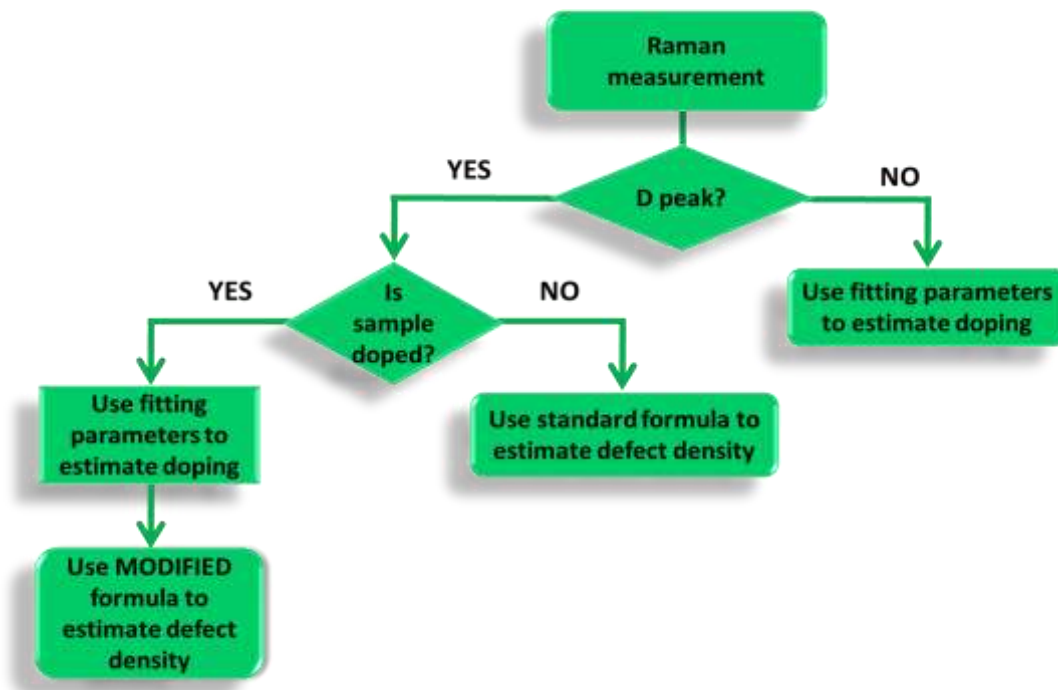 Raman
measurement
YES
D peak?
NO
YES
Is
sample
doped?
NO
Use fitting parameters
to estimate doping
Use fitting
parameters to
estimate doping
Use standard formula to
estimate defect density
Use MODIFIED
formula to
estimate defect
density